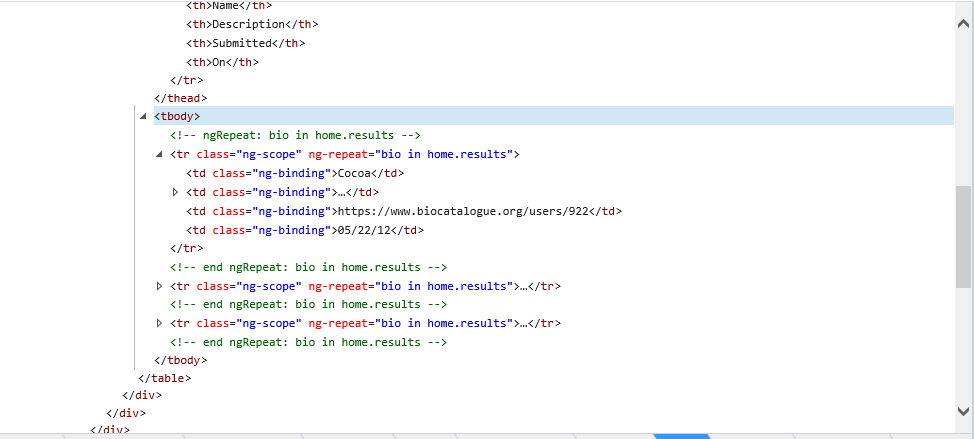 <th>Name</th>
<th>Description</th>
<th>Submitted</th>
<th>On</th>
</tr>
</thead>
<tbody>
<!-- ngRepeat: bio in home.results -->
<tr class="ng-scope" ng-repeat="bio in home.results">
<td class="ng-binding">Cocoa</td>
<td class="ng-binding">…</td>
<td class="ng-binding">https://www.biocatalogue.org/users/922</td>
<td class="ng-binding">05/22/12</td>
</tr>
<!-- end ngRepeat: bio in home.results -->
<tr class="ng-scope" ng-repeat="bio in home.results">…</tr>
<!-- end ngRepeat: bio in home.results -->
<tr class="ng-scope" ng-repeat="bio in home.results">…</tr>
<!-- end ngRepeat: bio in home.results -->
</tbody>
</table>
</div>
</div>
</div>